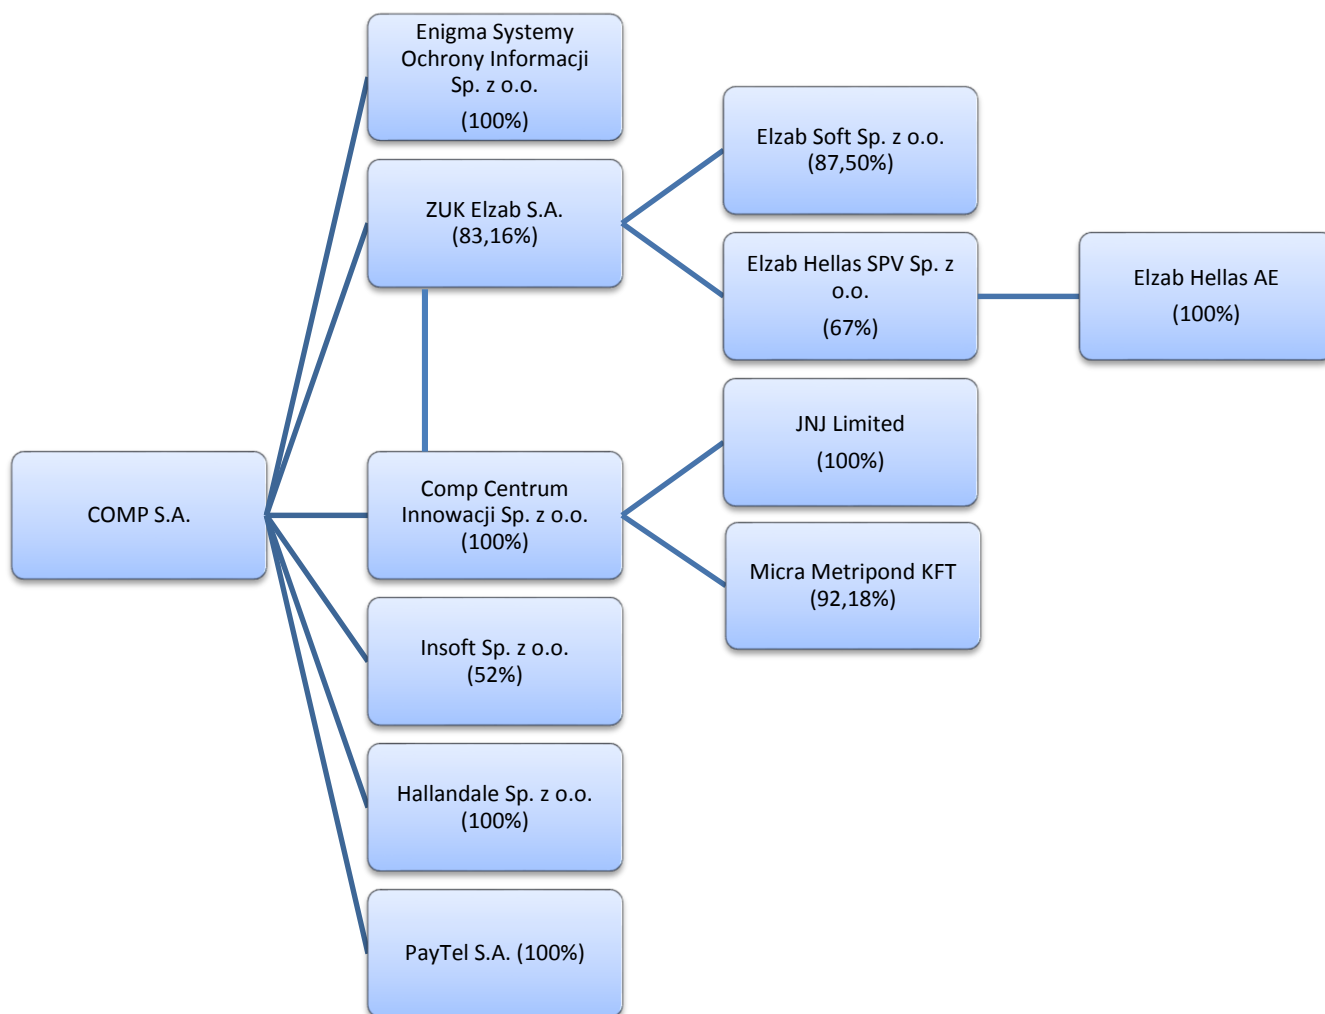 Enigma Systemy
Ochrony Informacji
Sp. z o.o.
(100%)
ZUK Elzab S.A.
(83,16%)
Elzab Soft Sp. z o.o.
(87,50%)
Elzab Hellas SPV Sp. z
o.o.
(67%)
Elzab Hellas AE
(100%)
COMP S.A.
Comp Centrum
Innowacji Sp. z o.o.
(100%)
JNJ Limited
(100%)
Micra Metripond KFT
(92,18%)
Insoft Sp. z o.o.
(52%)
Hallandale Sp. z o.o.
(100%)
PayTel S.A. (100%)